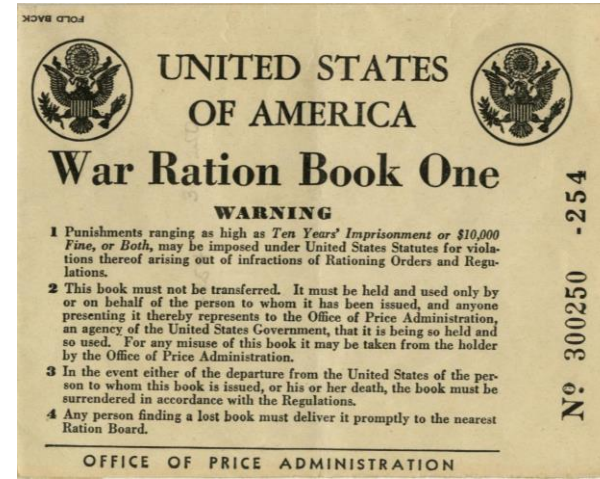 FOLD BACK
UNITED STATES
OF AMERICA
War Ration Book One
WARNING
1 Punishments ranging as high as Ten Years' Imprisonment or $10,000
Fine, or Both, may be imposed under United States Statutes for viola-
tions thereof arising out of infractions of Rationing Orders and Regu-
lations.
2 This book must not be transferred. It must be held and used only by
or on behalf of the person to whom it has been issued, and anyone
presenting it thereby represents to the Office of Price Administration,
an agency of the United States Government, that it is being so held and
so used. For any misuse of this book it may be taken from the holder
by the Office of Price Administration.
3 In the event either of the departure from the United States of the per-
son to whom this book is issued, or his or her death, the book must be
surrendered in accordance with the Regulations.
4 Any person finding a lost book must deliver it promptly to the nearest
Ration Board.
OFFICE OF PRICE ADMINISTRATION
Nº 300250 -254